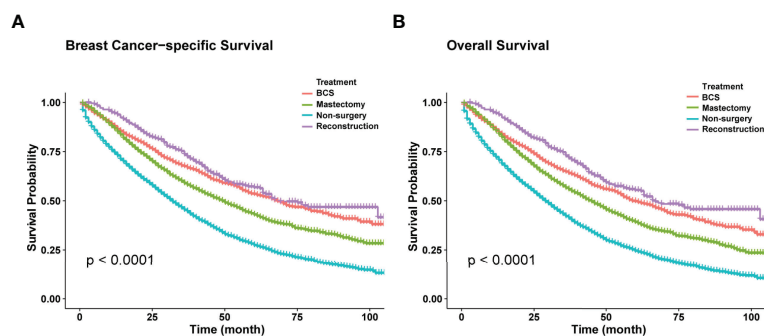 A
Breast Cancer−specific Survival
Treatment
BCS
Mastectomy
Non-surgery
Reconstruction
1.00
0.75
0.50
0.25
0.00
Survival Probability
p < 0.0001
0 25 50 75 100
Time (month)
B
Overall Survival
Treatment
BCS
Mastectomy
Non-surgery
Reconstruction
1.00
0.75
0.50
0.25
0.00
Survival Probability
p < 0.0001
0 25 50 75 100
Time (month)